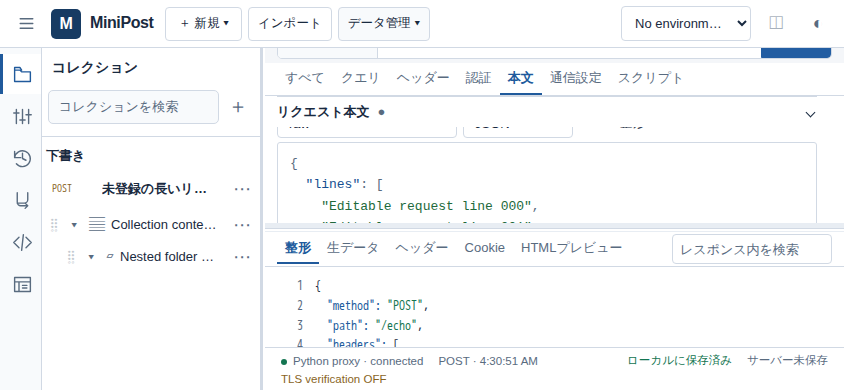 M MiniPost ＋ 新規 ▾ インポート データ管理 ▾ No environm…
コレクション
コレクションを検索 +
下書き
POST 未登録の長いリ… ···
Collection conte… ···
Nested folder … ···
すべて クエリ ヘッダー 認証 本文 通信設定 スクリプト
リクエスト本文
{
"lines": [
"Editable request line 000",
整形 生データ ヘッダー Cookie HTMLプレビュー レスポンス内を検索
1 {
2 "method": "POST",
3 "path": "/echo",
4 "headers": [
Python proxy · connected POST · 4:30:51 AM ローカルに保存済み サーバー未保存
TLS verification OFF